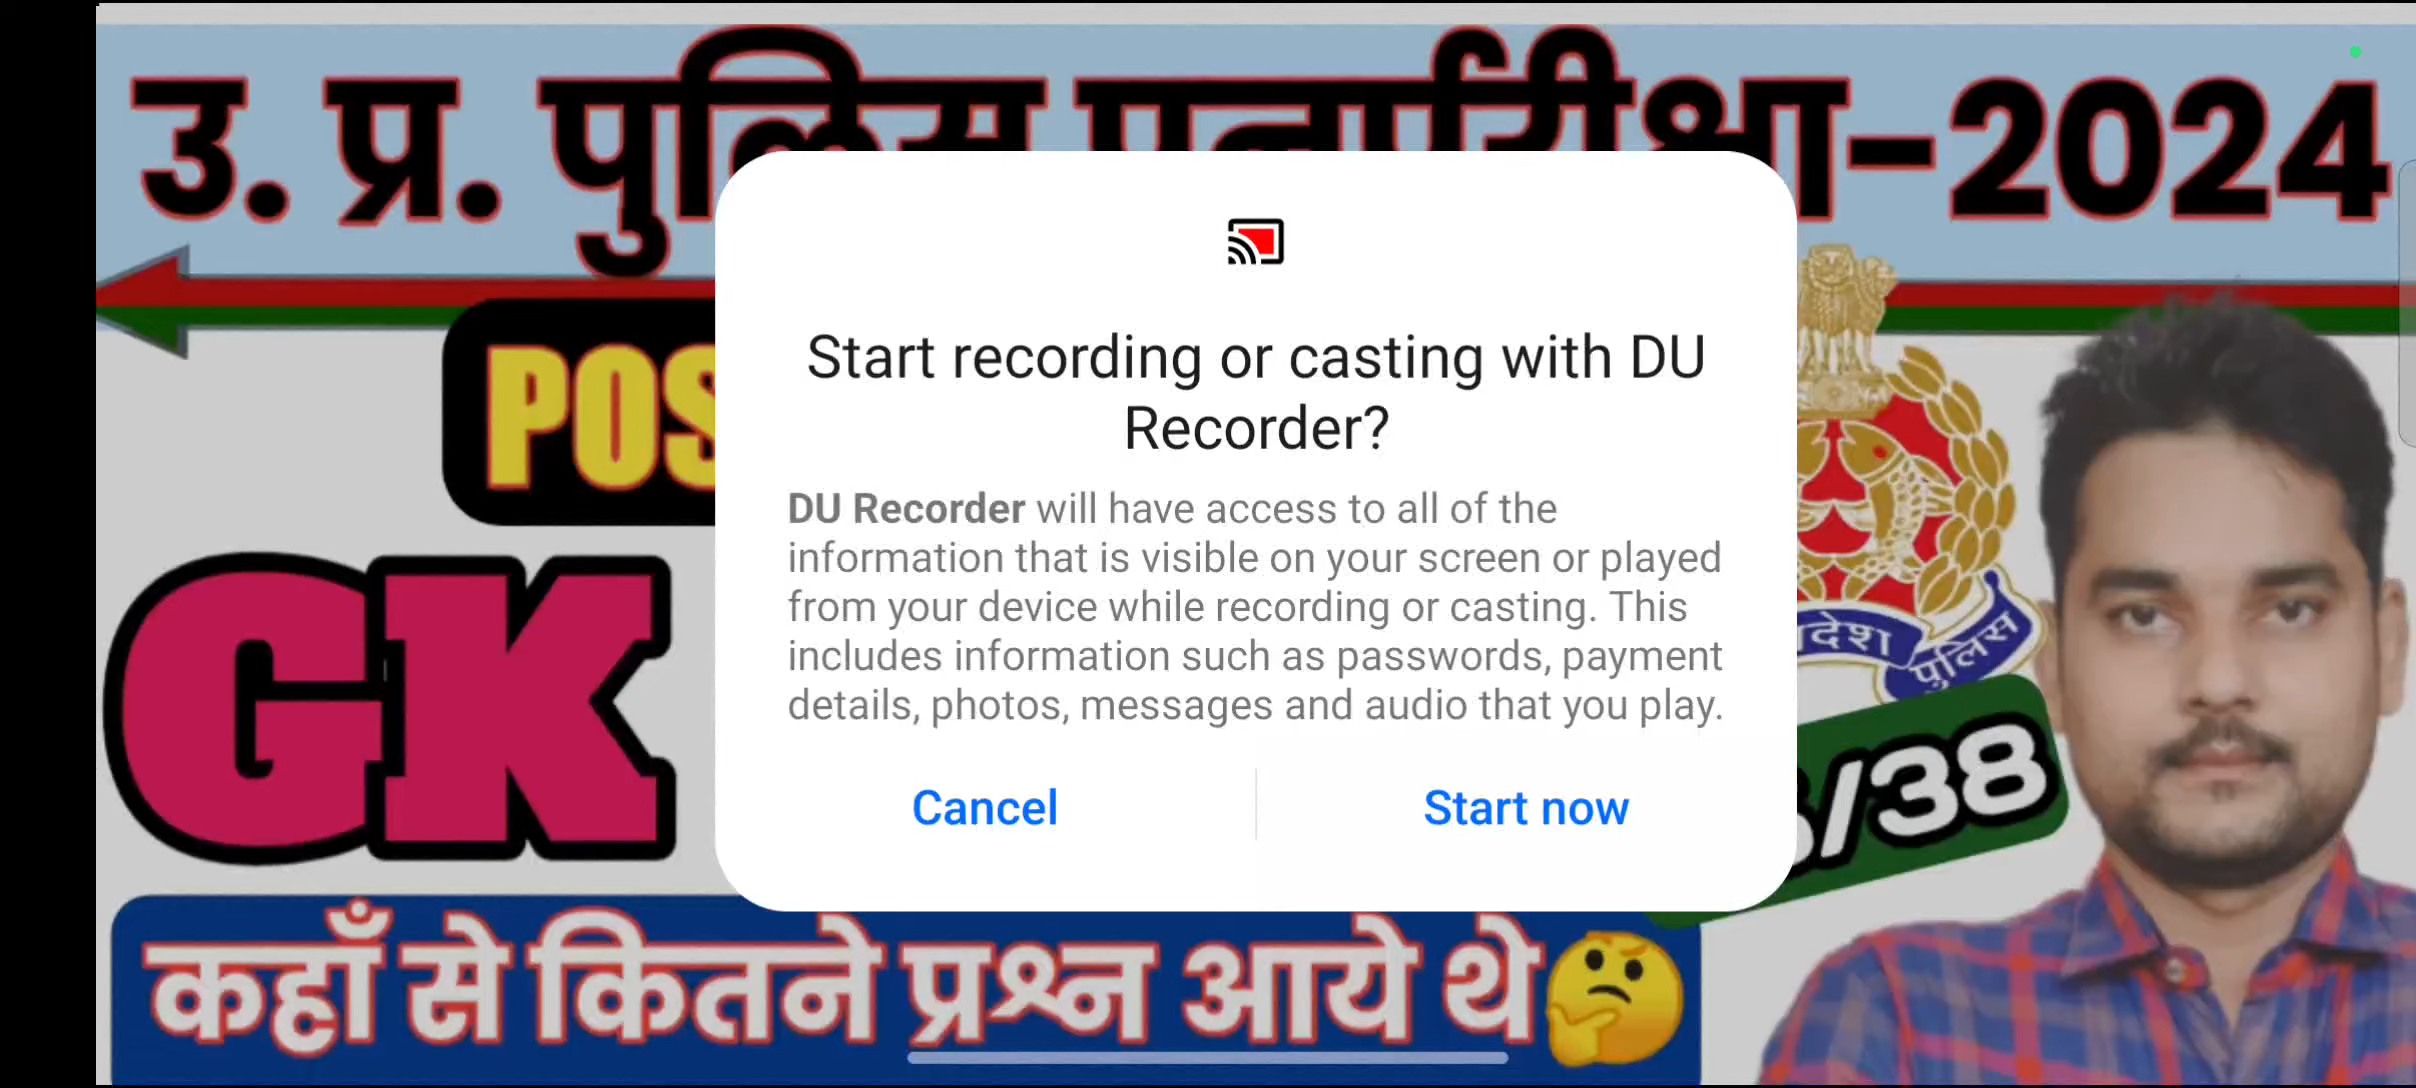 उ. प्र. पुलिस पुनर्परीक्षा-2024
POS
GK
Start recording or casting with DU
Recorder?
DU Recorder will have access to all of the
information that is visible on your screen or played
from your device while recording or casting. This
includes information such as passwords, payment
details, photos, messages and audio that you play.
Cancel
Start now
पुलिस
/38
कहाँ से कितने प्रश्न आये थे